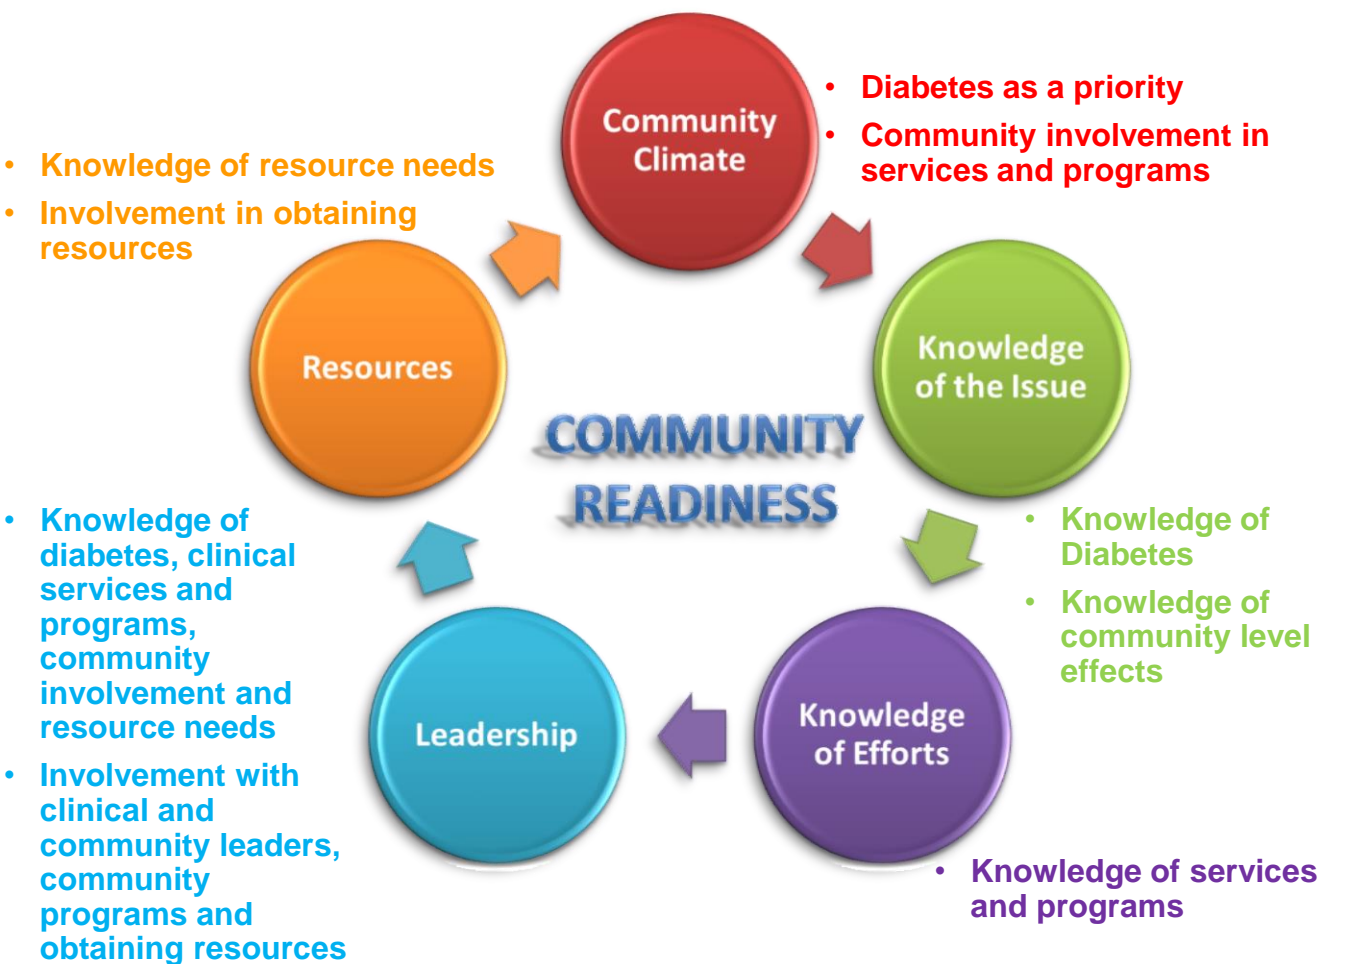 Community
Climate
• Diabetes as a priority
• Community involvement in
services and programs
• Knowledge of resource needs
• Involvement in obtaining
resources
Resources
Knowledge
of the Issue
COMMUNITY
READINESS
• Knowledge of
diabetes, clinical
services and
programs,
community
involvement and
resource needs
• Involvement with
clinical and
community leaders,
community
programs and
obtaining resources
• Knowledge of
Diabetes
• Knowledge of
community level
effects
Leadership
Knowledge
of Efforts
• Knowledge of services
and programs